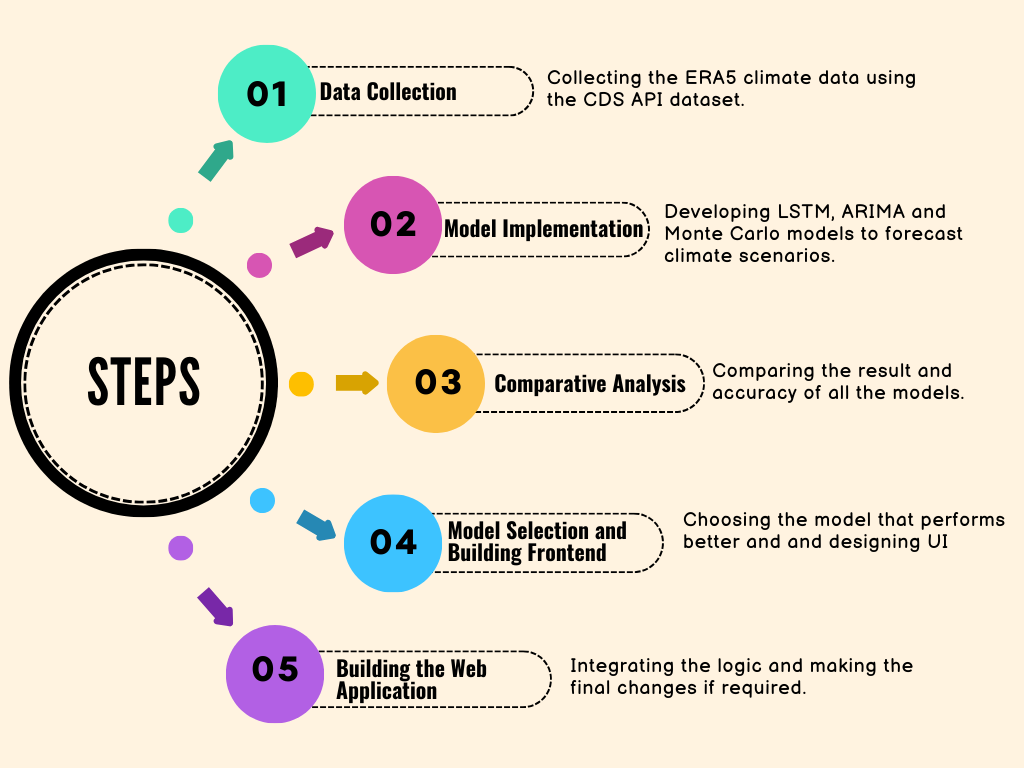 STEPS
01
Data Collection
Collecting the ERA5 climate data using
the CDS API dataset.
02
Model Implementation
Developing LSTM, ARIMA and
Monte Carlo models to forecast
climate scenarios.
03
Comparative Analysis
Comparing the result and
accuracy of all the models.
04
Model Selection and
Building Frontend
Choosing the model that performs
better and and designing UI
05
Building the Web
Application
Integrating the logic and making the
final changes if required.